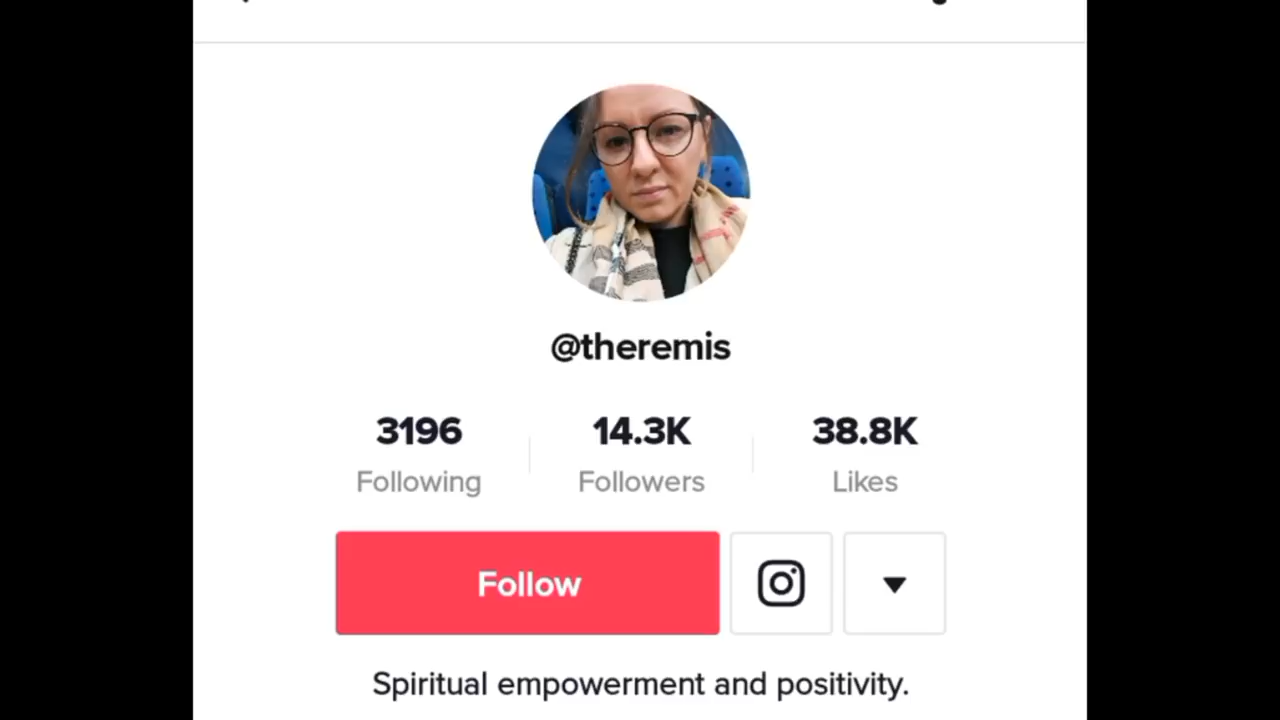 @theremis
3196 14.3K 38.8K
Following Followers Likes
Follow
Spiritual empowerment and positivity.